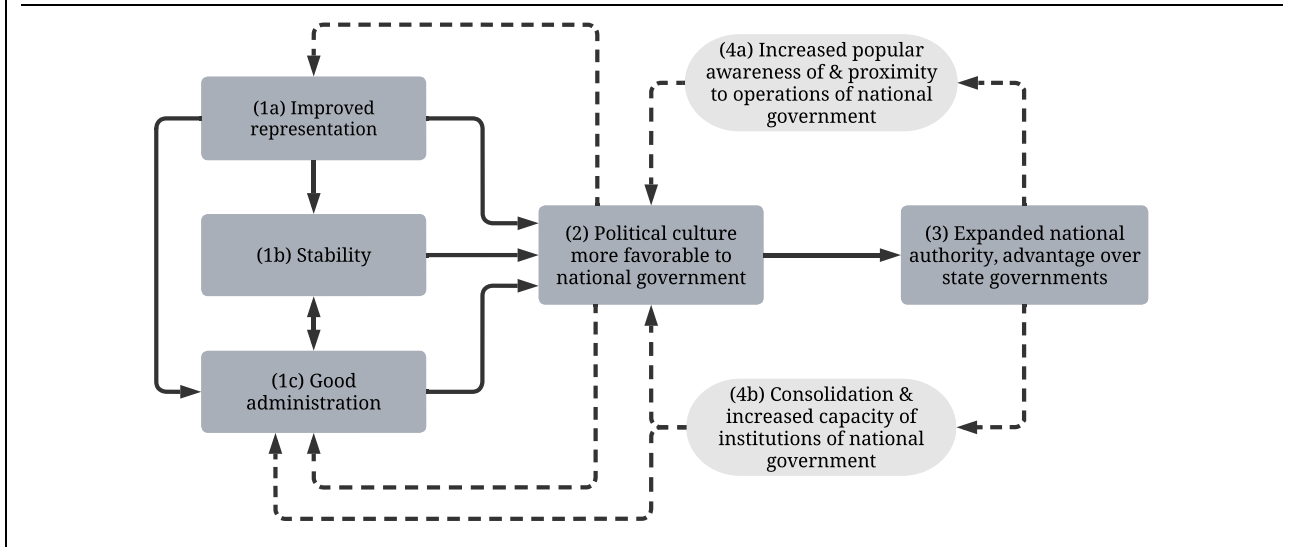 (1a) Improved
representation
(1b) Stability
(1c) Good
administration
(2) Political culture
more favorable to
national government
(3) Expanded national
authority, advantage over
state governments
(4a) Increased popular
awareness of & proximity
to operations of national
government
(4b) Consolidation &
increased capacity of
institutions of national
government